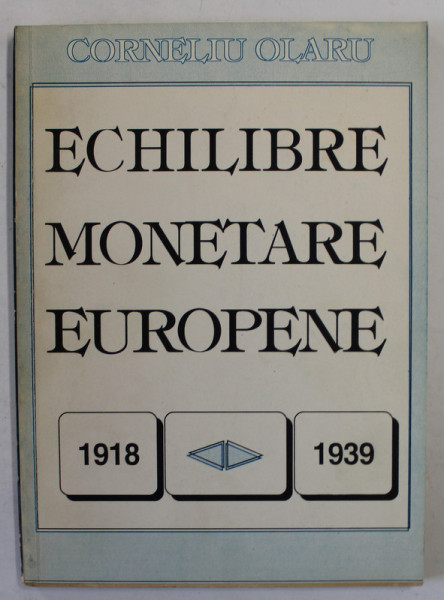 CORNELIU OLARU
ECHILIBRE
MONETARE
EUROPENE
1918 1939